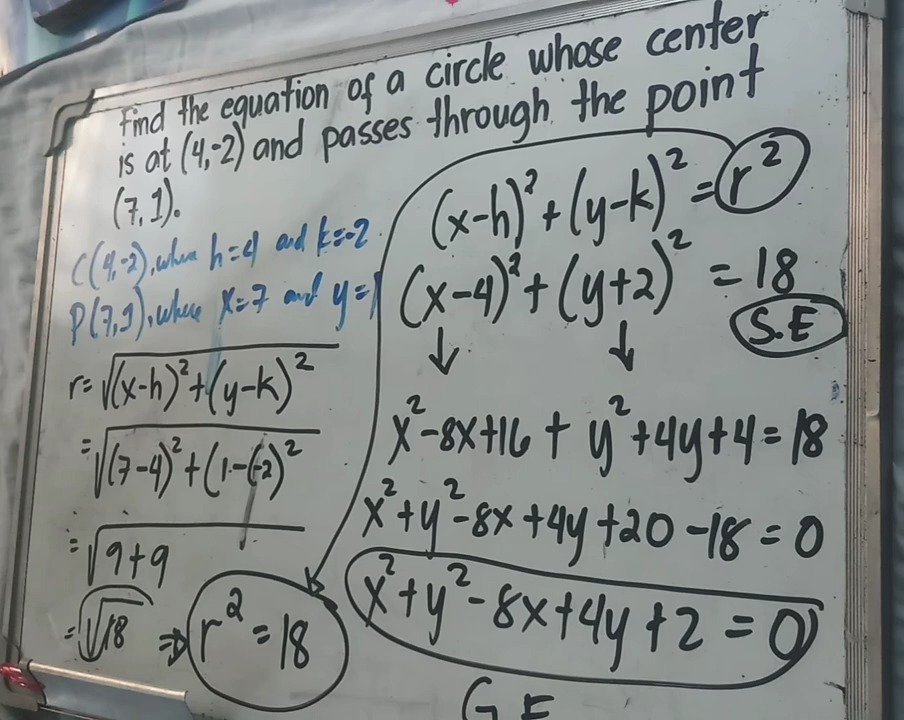 Find the equation of a circle whose center
is at (4,-2) and passes through the point
(7,1).
C(4,-2), where h=4 and k=-2
P(7,1), where x=7 and y=1
r=√(x-h)²+(y-k)²
=√(7-4)²+(1-(-2)²
=√9+9
=√18 ⇒ r²=18
(x-h)²+(y-k)²=r²
(x-4)²+(y+2)²=18
S.E
↓ ↓
x²-8x+16+y²+4y+4=18
x²+y²-8x+4y+20-18=0
x²+y²-8x+4y+2=0
G.E